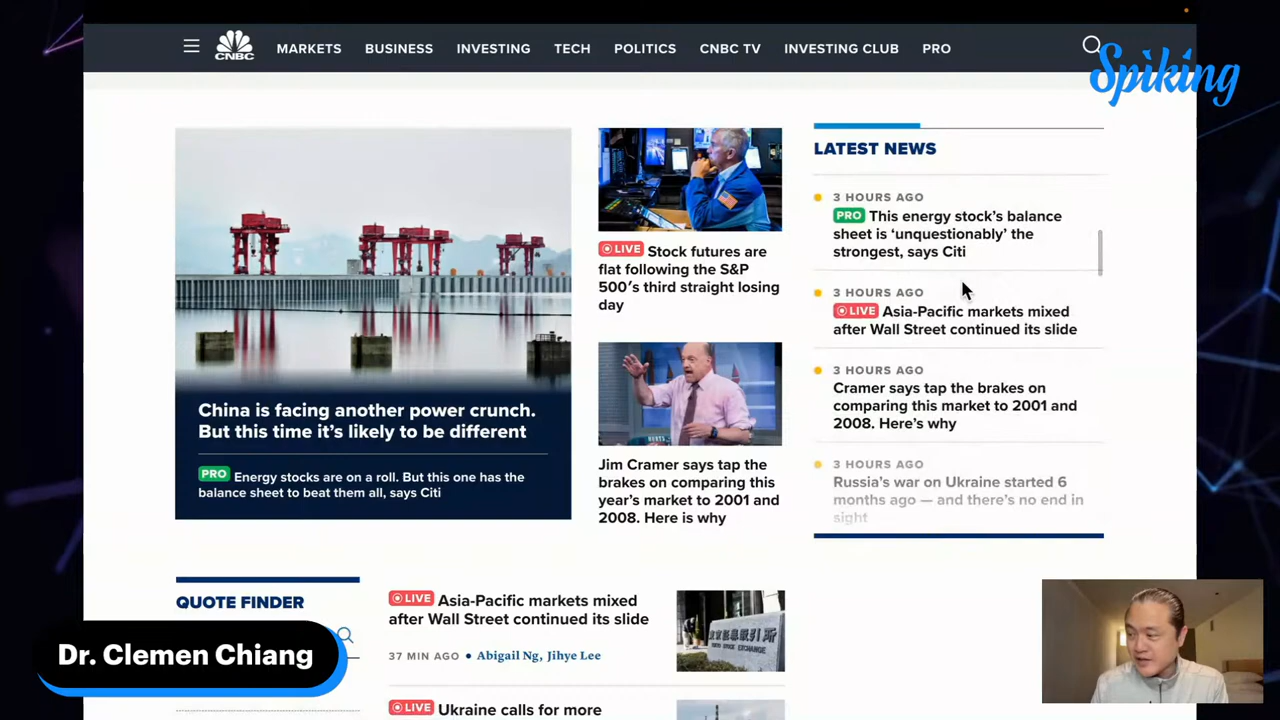 CNBC
MARKETS
BUSINESS
INVESTING
TECH
POLITICS
CNBC TV
INVESTING CLUB
PRO
Spiking
China is facing another power crunch.
But this time it's likely to be different
PRO Energy stocks are on a roll. But this one has the
balance sheet to beat them all, says Citi
LIVE Stock futures are
flat following the S&P
500's third straight losing
day
Jim Cramer says tap the
brakes on comparing this
year's market to 2001 and
2008. Here is why
LATEST NEWS
3 HOURS AGO
PRO This energy stock's balance
sheet is 'unquestionably' the
strongest, says Citi
3 HOURS AGO
LIVE Asia-Pacific markets mixed
after Wall Street continued its slide
3 HOURS AGO
Cramer says tap the brakes on
comparing this market to 2001 and
2008. Here's why
3 HOURS AGO
Russia's war on Ukraine started 6
months ago — and there's no end in
sight
QUOTE FINDER
LIVE Asia-Pacific markets mixed
after Wall Street continued its slide
37 MIN AGO • Abigail Ng, Jihye Lee
LIVE Ukraine calls for more
Dr. Clemen Chiang